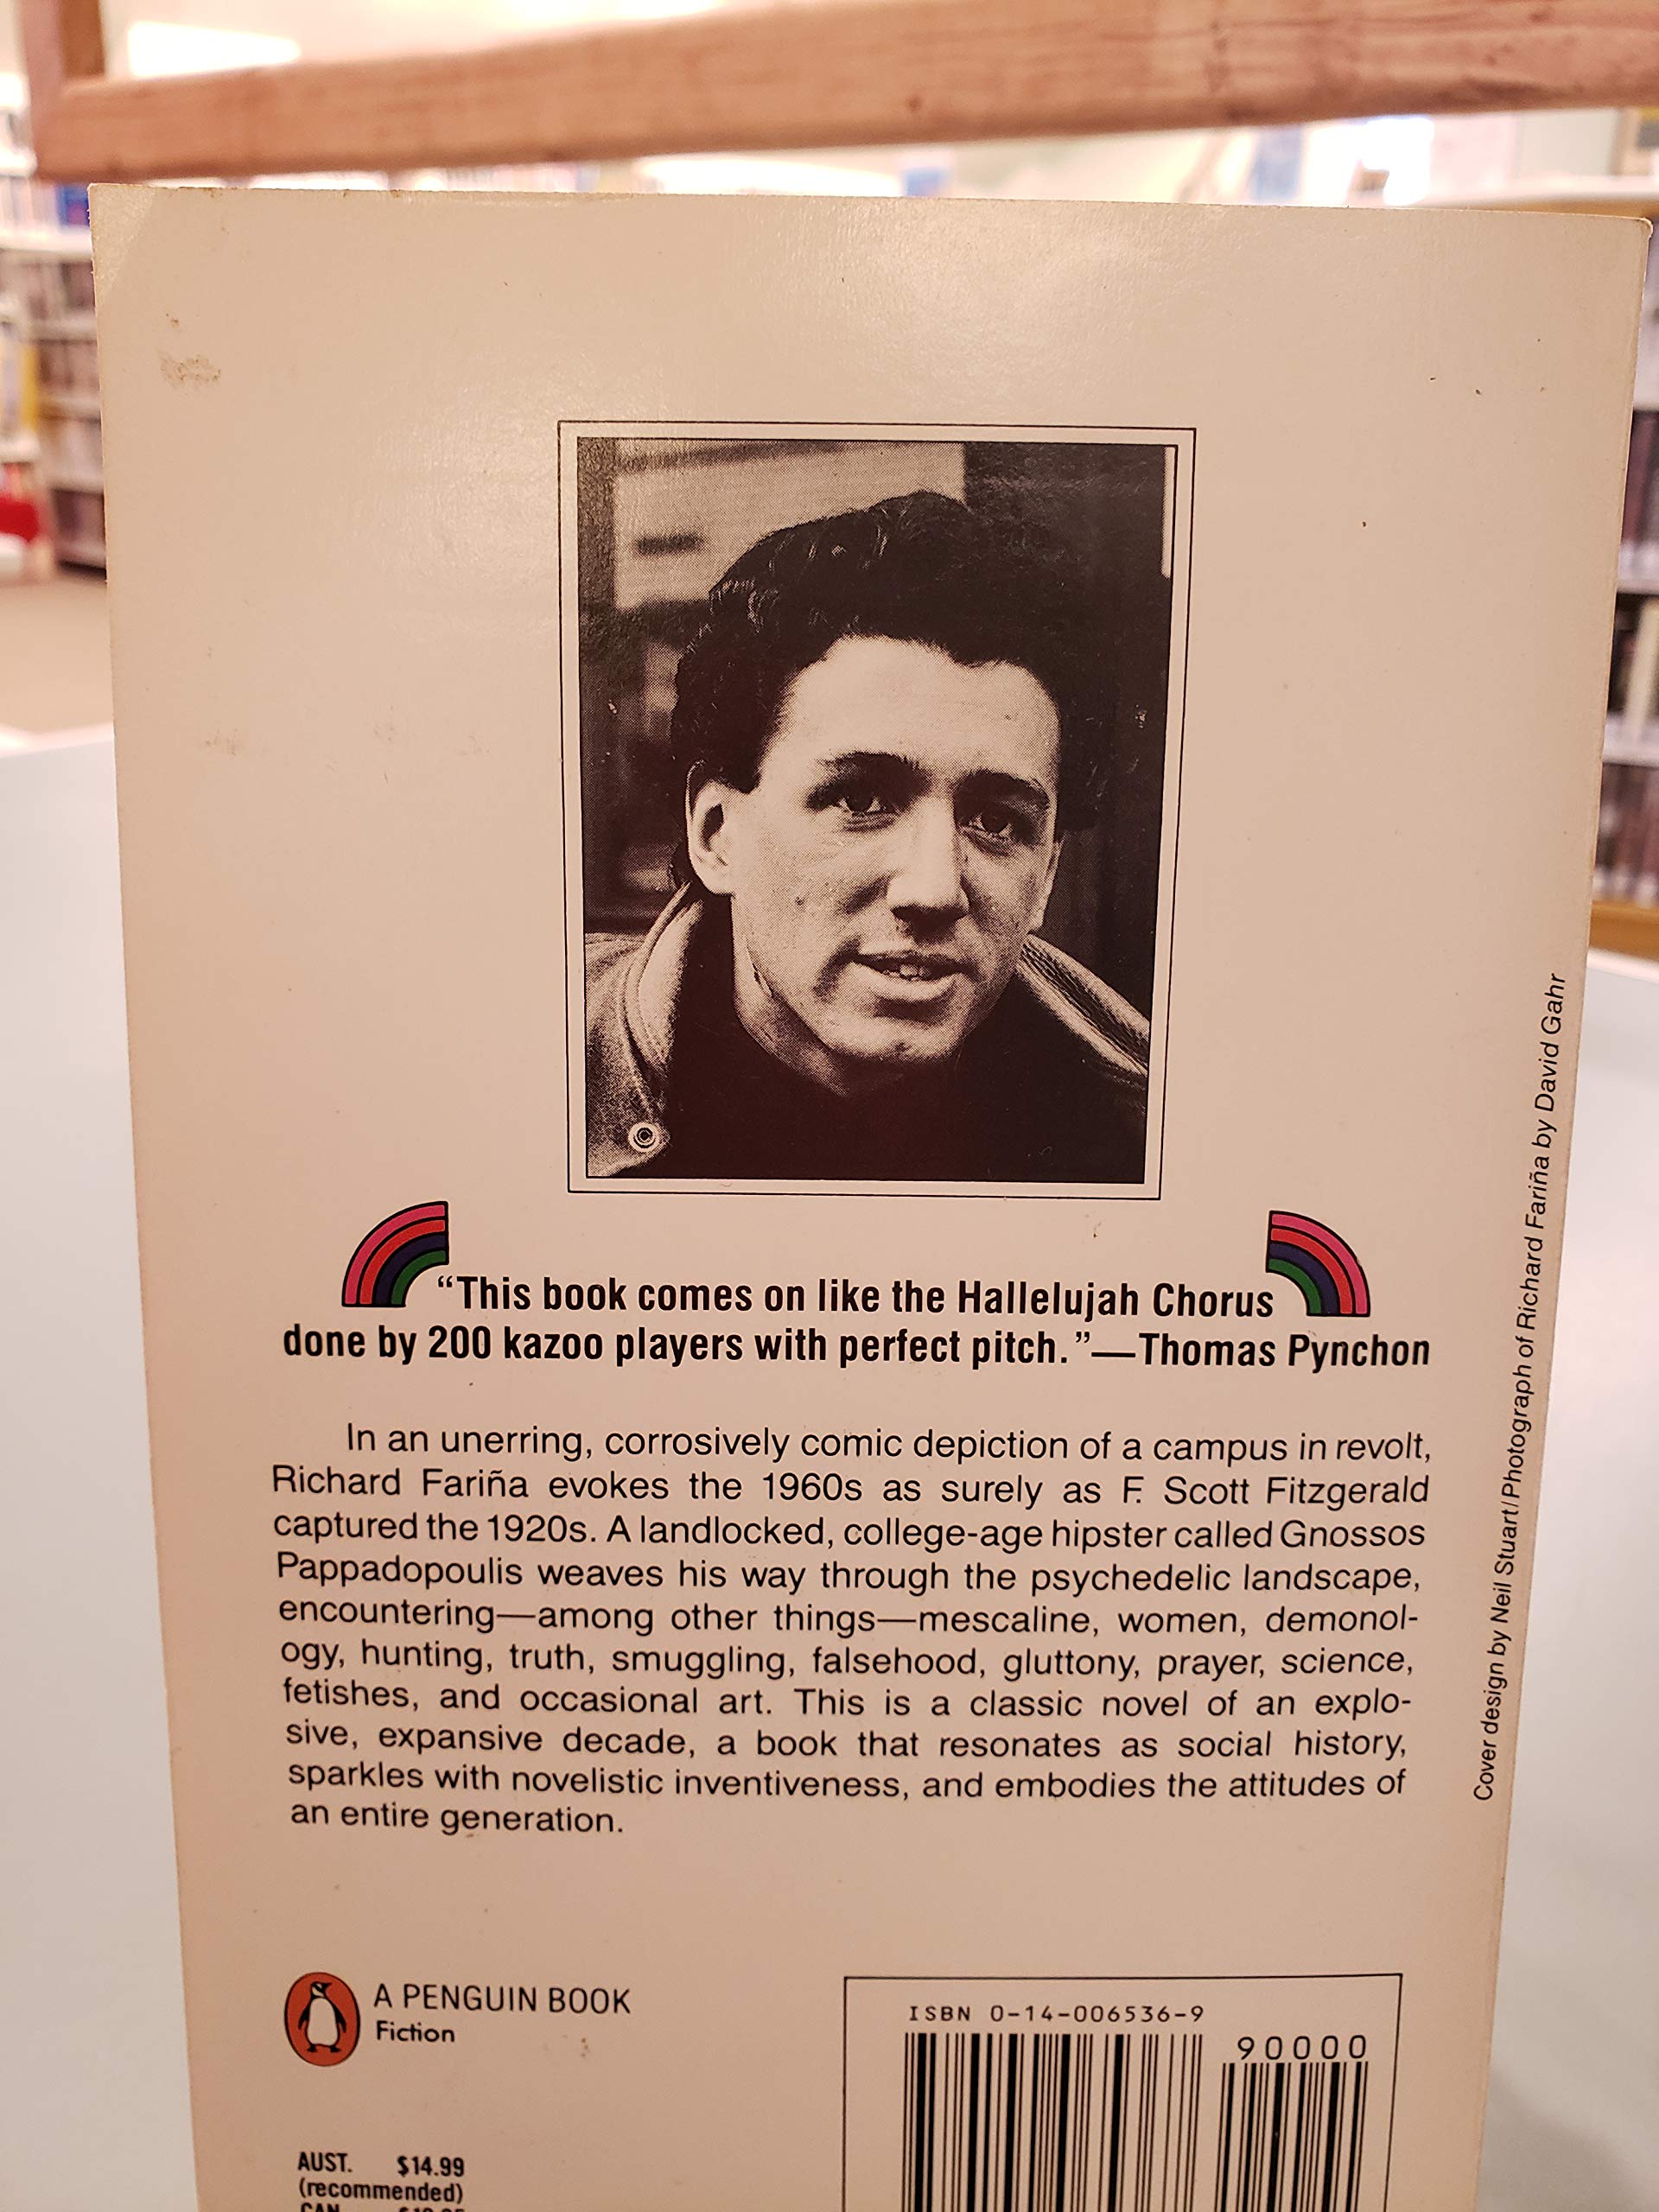 “This book comes on like the Hallelujah Chorus
done by 200 kazoo players with perfect pitch.”—Thomas Pynchon
In an unerring, corrosively comic depiction of a campus in revolt,
Richard Fariña evokes the 1960s as surely as F. Scott Fitzgerald
captured the 1920s. A landlocked, college-age hipster called Gnossos
Pappadopoulis weaves his way through the psychedelic landscape,
encountering—among other things—mescaline, women, demonol-
ogy, hunting, truth, smuggling, falsehood, gluttony, prayer, science,
fetishes, and occasional art. This is a classic novel of an explo-
sive, expansive decade, a book that resonates as social history,
sparkles with novelistic inventiveness, and embodies the attitudes of
an entire generation.
Cover design by Neil Stuart/Photograph of Richard Fariña by David Gahr
A PENGUIN BOOK
Fiction
ISBN 0-14-006536-9
90000
AUST. $14.99
(recommended)
CAN.